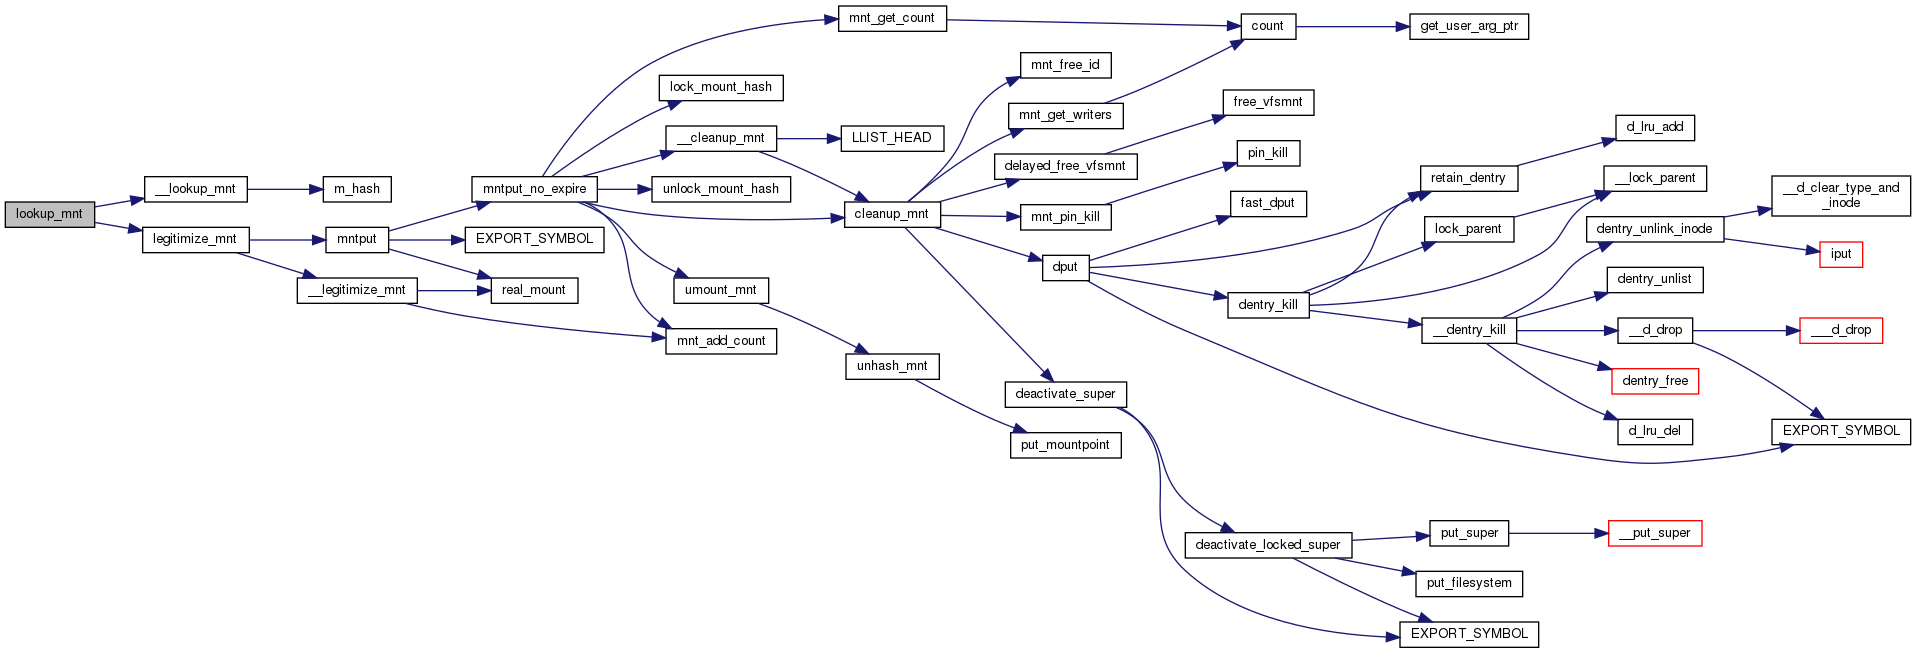 lookup_mnt
__lookup_mnt
m_hash
legitimize_mnt
mntput
__legitimize_mnt
mntput_no_expire
EXPORT_SYMBOL
real_mount
mnt_get_count
lock_mount_hash
__cleanup_mnt
unlock_mount_hash
umount_mnt
mnt_add_count
LLIST_HEAD
cleanup_mnt
unhash_mnt
put_mountpoint
count
get_user_arg_ptr
mnt_free_id
mnt_get_writers
delayed_free_vfsmnt
mnt_pin_kill
dput
deactivate_super
free_vfsmnt
pin_kill
fast_dput
dentry_kill
retain_dentry
lock_parent
__dentry_kill
d_lru_add
__lock_parent
dentry_unlink_inode
dentry_unlist
__d_drop
dentry_free
d_lru_del
__d_clear_type_and
_inode
iput
___d_drop
EXPORT_SYMBOL
deactivate_locked_super
put_super
__put_super
put_filesystem
EXPORT_SYMBOL